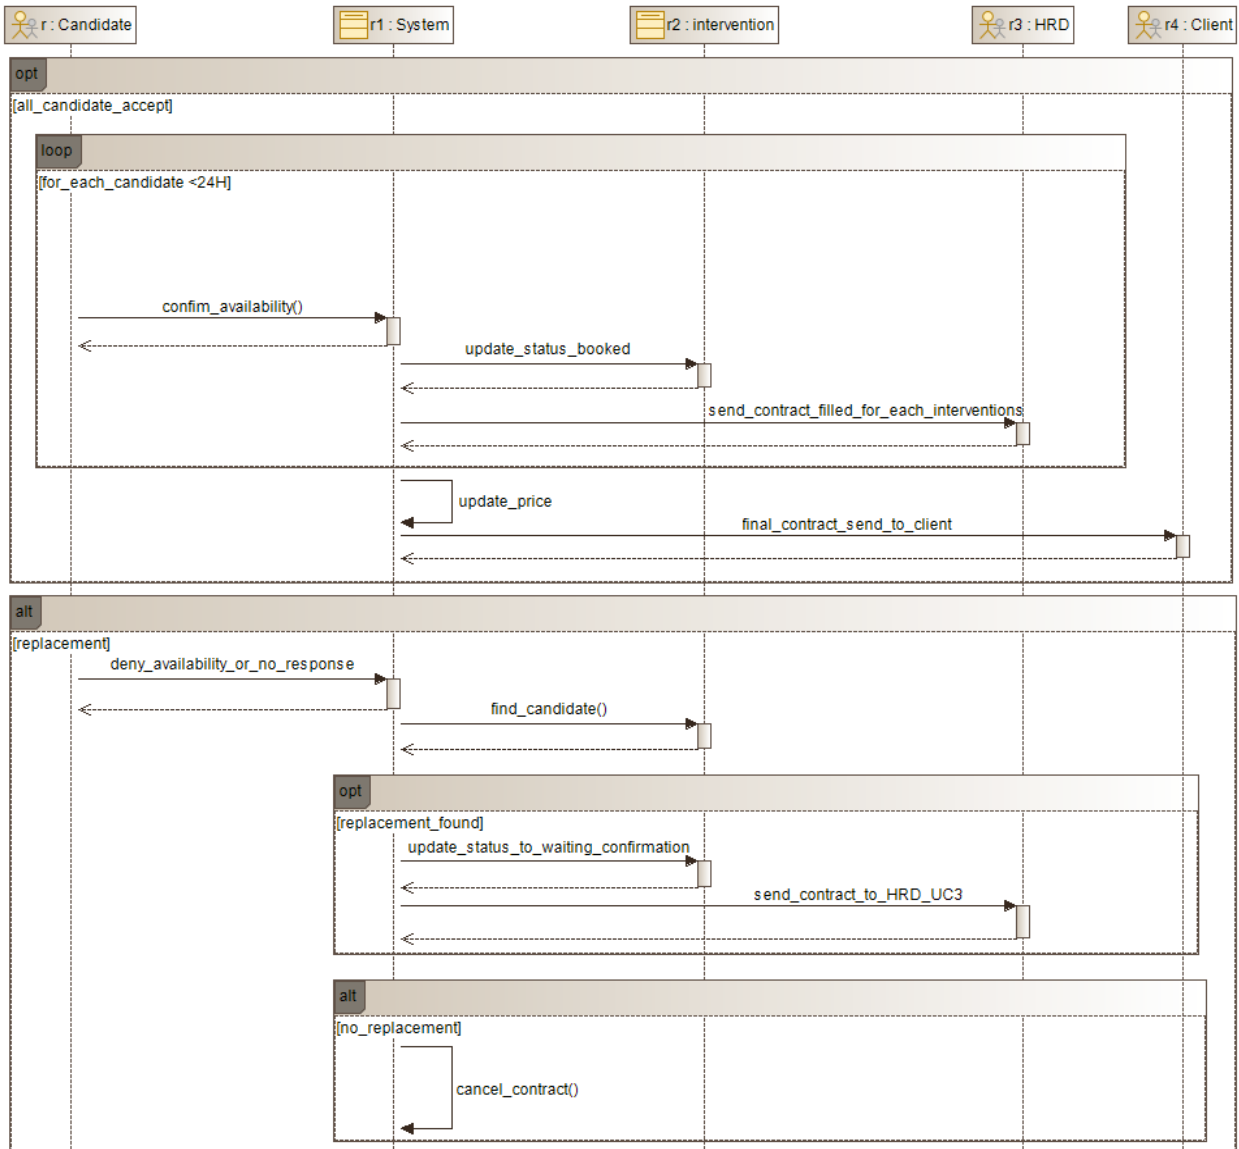 r : Candidate
r1 : System
r2 : intervention
r3 : HRD
r4 : Client
opt
[all_candidate_accept]
loop
[for_each_candidate <24H]
confim_availability()
update_status_booked
send_contract_filled_for_each_interventions
update_price
final_contract_send_to_client
alt
[replacement]
deny_availability_or_no_response
find_candidate()
opt
[replacement_found]
update_status_to_waiting_confirmation
send_contract_to_HRD_UC3
alt
[no_replacement]
cancel_contract()